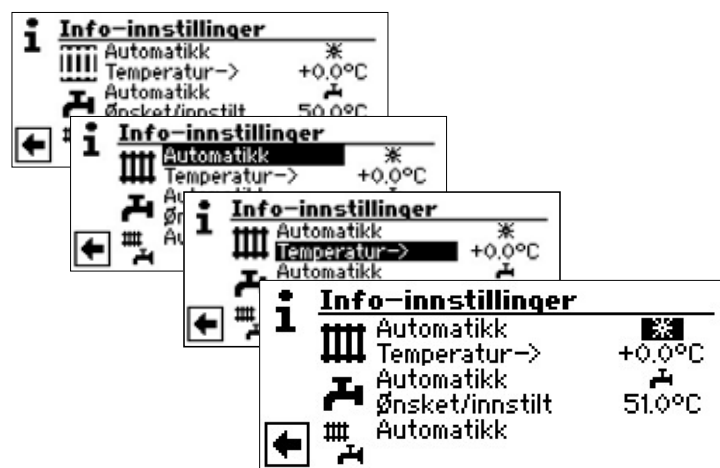 Info-innstillinger
Automatikk
Temperatur-> +0.0°C
Automatikk
Ønsket/innstilt 50.0°C
Info-innstillinger
Automatikk
Temperatur-> +0.0°C
Info-innstillinger
Automatikk
Temperatur-> +0.0°C
Automatikk
Info-innstillinger
Automatikk
Temperatur-> +0.0°C
Automatikk
Ønsket/innstilt 51.0°C
Automatikk